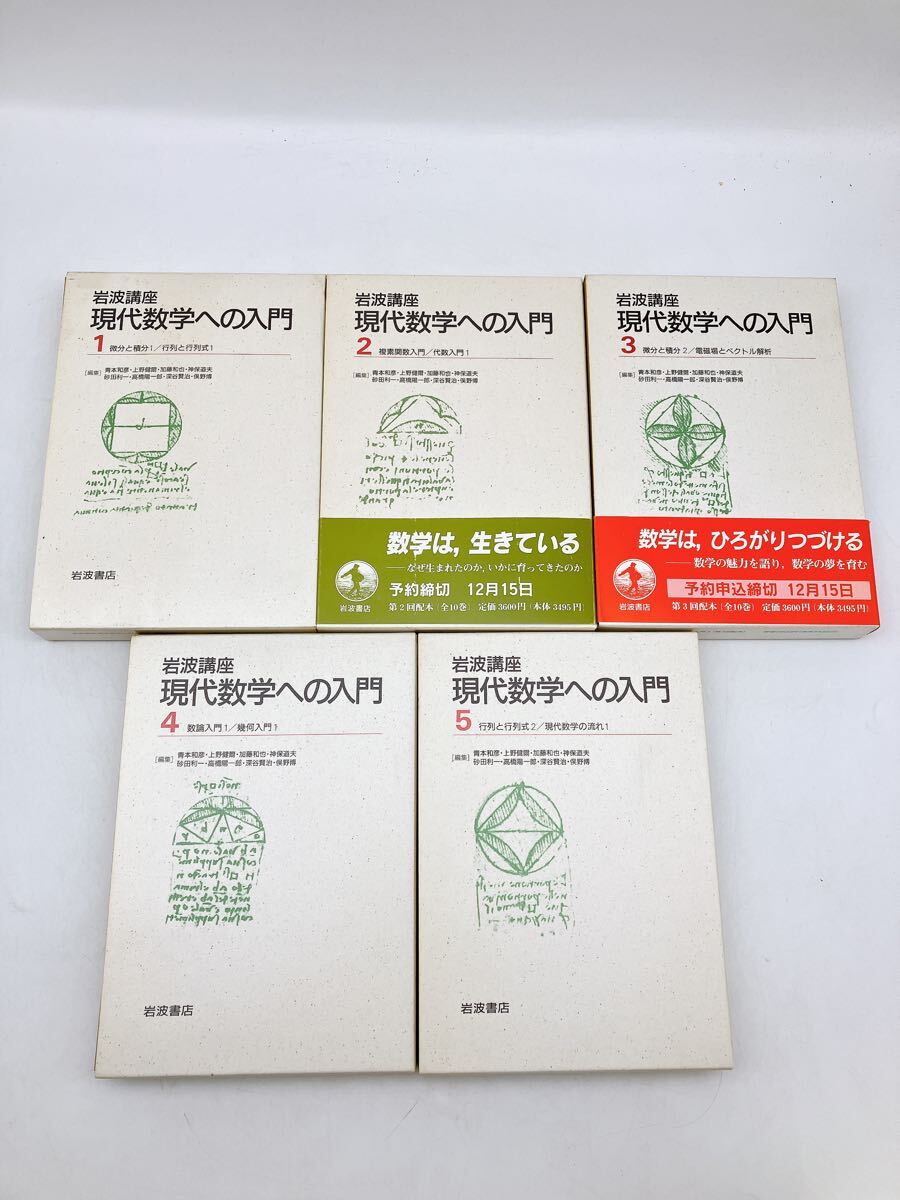 岩波講座
現代数学への入門
1 微分と積分1／行列と行列式1
[編集] 青本和彦・上野健爾・加藤和也・神保道夫
砂田利一・高橋陽一郎・深谷賢治・俣野博
岩波書店
岩波講座
現代数学への入門
2 複素関数入門／代数入門1
[編集] 青本和彦・上野健爾・加藤和也・神保道夫
砂田利一・高橋陽一郎・深谷賢治・俣野博
数学は，生きている
──なぜ生まれたのか，いかに育ってきたのか
予約締切 12月15日
岩波書店 第2回配本〔全10巻〕 定価3600円〔本体3495円〕
岩波講座
現代数学への入門
3 微分と積分2／電磁場とベクトル解析
[編集] 青本和彦・上野健爾・加藤和也・神保道夫
砂田利一・高橋陽一郎・深谷賢治・俣野博
数学は，ひろがりつづける
──数学の魅力を語り，数学の夢を育む
予約申込締切 12月15日
岩波書店 第3回配本〔全10巻〕 定価3600円〔本体3495円〕
岩波講座
現代数学への入門
4 数論入門1／幾何入門1
[編集] 青本和彦・上野健爾・加藤和也・神保道夫
砂田利一・高橋陽一郎・深谷賢治・俣野博
岩波書店
岩波講座
現代数学への入門
5 行列と行列式2／現代数学の流れ1
[編集] 青本和彦・上野健爾・加藤和也・神保道夫
砂田利一・高橋陽一郎・深谷賢治・俣野博
岩波書店